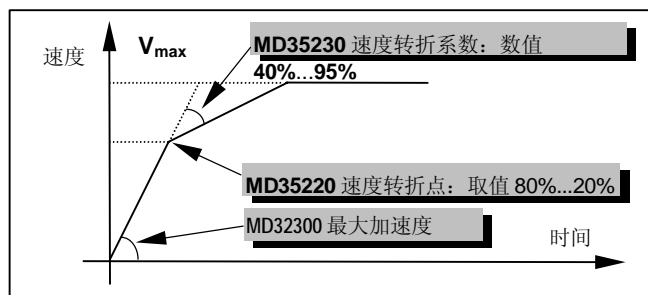 速度
Vmax
MD35230 速度转折系数：数值
40%...95%
MD35220 速度转折点：取值 80%...20%
MD32300 最大加速度
时间